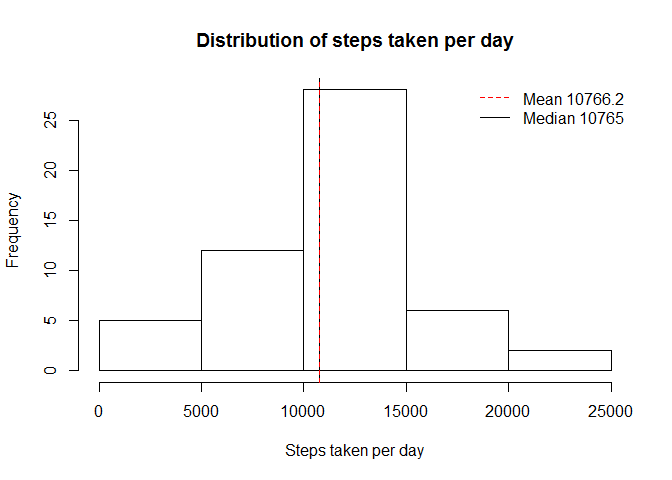 Distribution of steps taken per day
Mean 10766.2
Median 10765
Frequency
25
20
15
10
5
0
0 5000 10000 15000 20000 25000
Steps taken per day